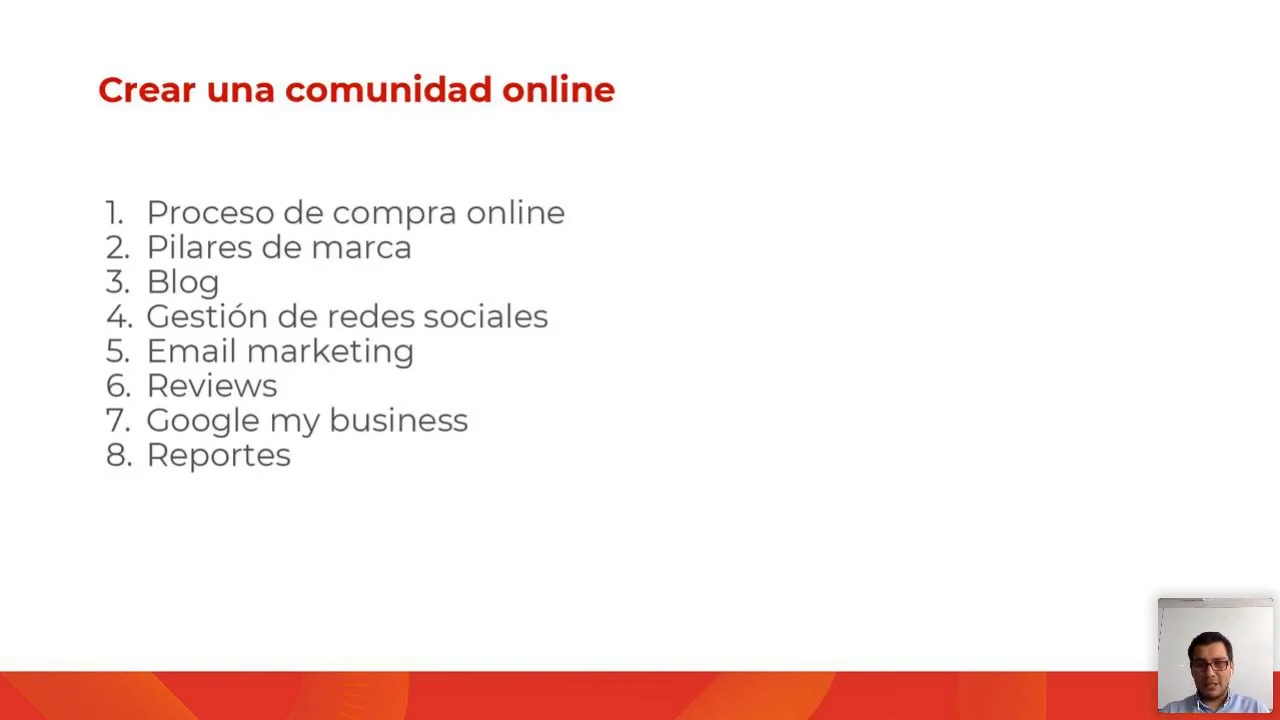 Crear una comunidad online
1. Proceso de compra online
2. Pilares de marca
3. Blog
4. Gestión de redes sociales
5. Email marketing
6. Reviews
7. Google my business
8. Reportes